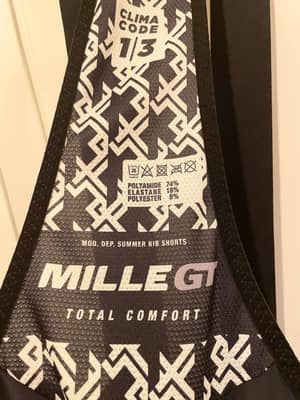 CLIMA
CODE
1/3
POLYAMIDE 74%
ELASTANE 18%
POLYESTER 8%
MOD. DEP. SUMMER BIB SHORTS
MILLE GT
TOTAL COMFORT